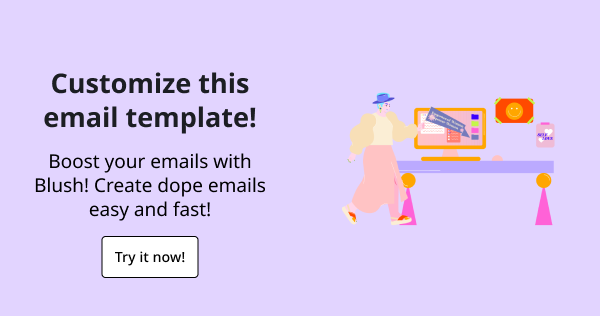 Customize this
email template!
Boost your emails with
Blush! Create dope emails
easy and fast!
Try it now!